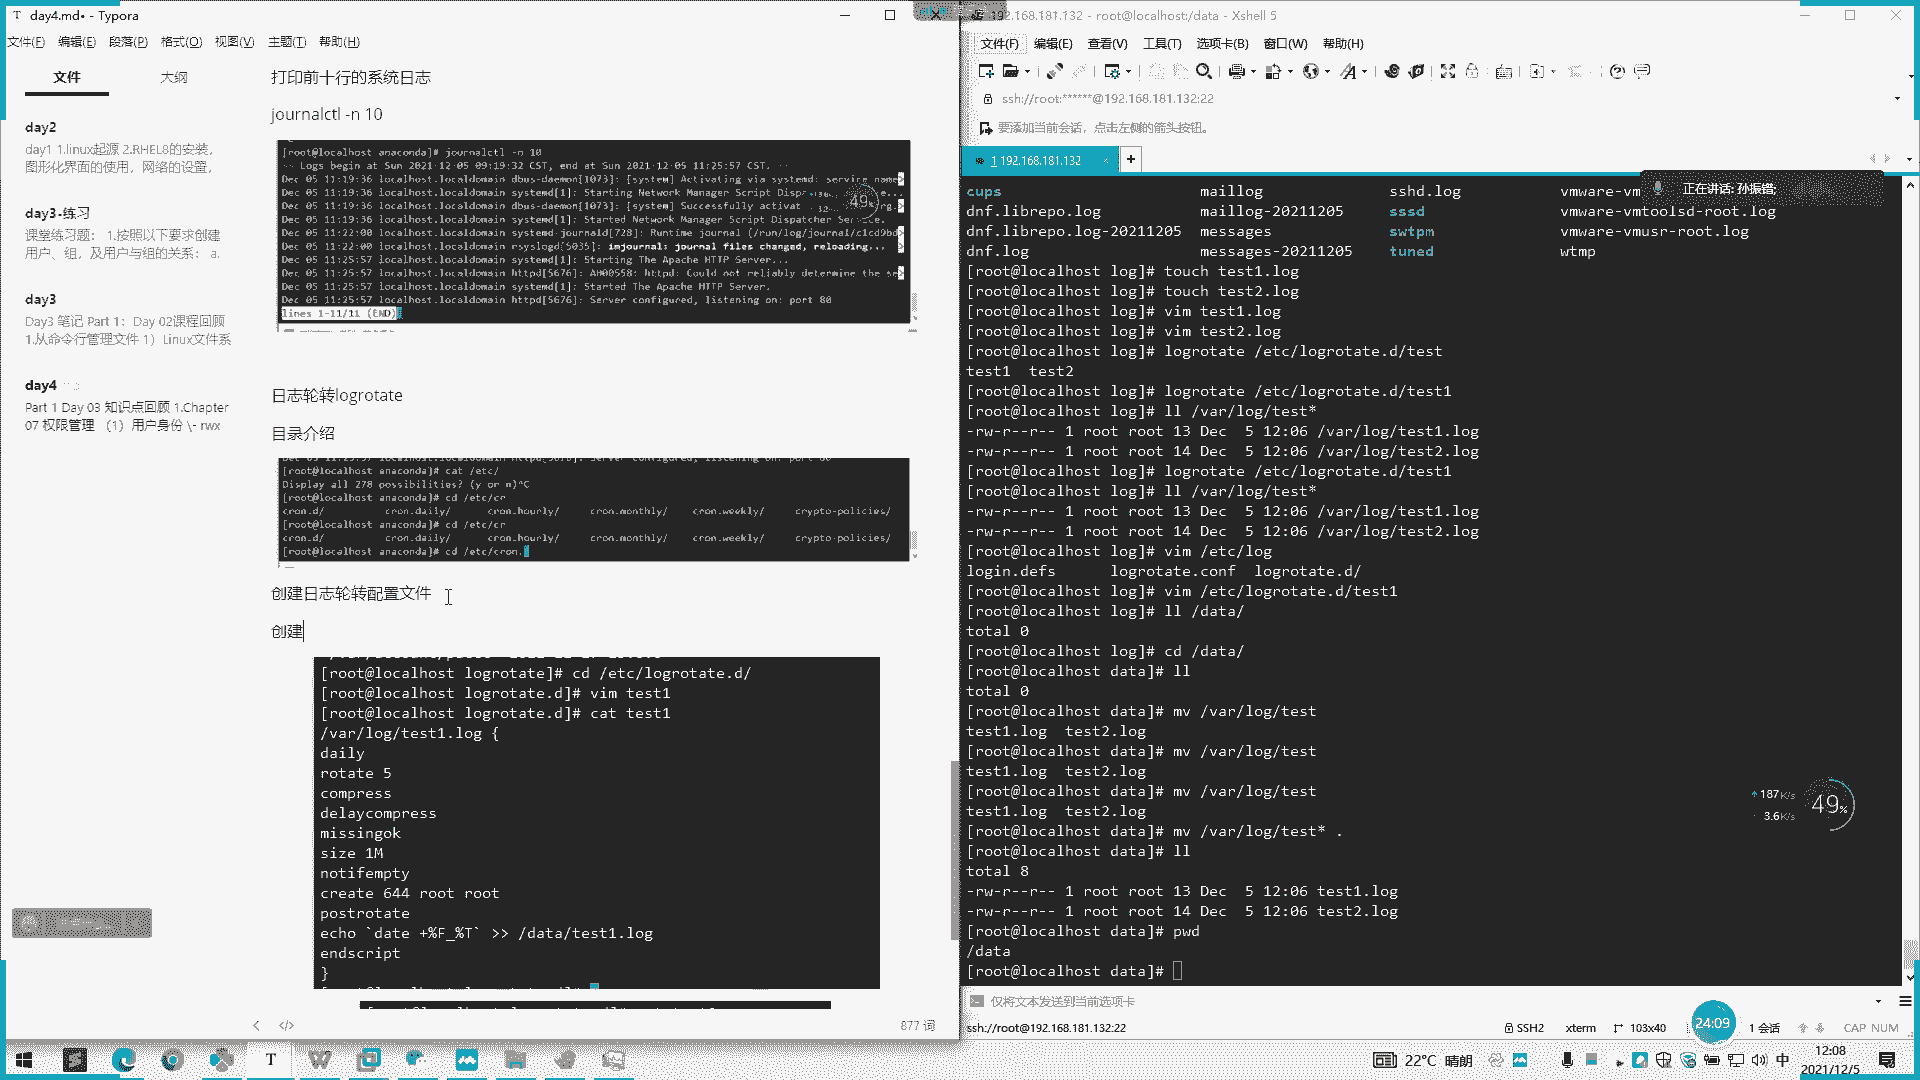 day4.md• - Typora
文件(F) 编辑(E) 段落(P) 格式(O) 视图(V) 主题(T) 帮助(H)
文件 大纲
day2
day1 1.linux起源 2.RHEL8的安装,
图形化界面的使用，网络的设置，
day3-练习
课堂练习题： 1.按照以下要求创建
用户、组，及用户与组的关系： a.
day3
Day3 笔记 Part 1：Day 02课程回顾
1.从命令行管理文件 1）Linux文件系
day4
Part 1 Day 03 知识点回顾 1.Chapter
07 权限管理 （1）用户身份 \- rwx
打印前十行的系统日志
journalctl -n 10
[root@localhost anaconda]# journalctl -n 10
-- Logs begin at Sun 2021-12-05 09:19:32 CST, end at Sun 2021-12-05 11:25:57 CST. --
Dec 05 11:19:36 localhost.localdomain dbus-daemon[1073]: [system] Activating via systemd: service name>
Dec 05 11:19:36 localhost.localdomain systemd[1]: Starting Network Manager Script
Dec 05 11:19:36 localhost.localdomain dbus-daemon[1073]: [system] Successfully
Dec 05 11:19:36 localhost.localdomain systemd[1]: Started Network Manager Script Dispatcher
Dec 05 11:22:00 localhost.localdomain systemd-journald[728]: Runtime journal
Dec 05 11:22:00 localhost.localdomain rsyslogd[5035]: imjournal: journal files changed, reloading...
Dec 05 11:25:57 localhost.localdomain systemd[1]: Starting The Apache HTTP Server...
Dec 05 11:25:57 localhost.localdomain httpd[5676]: AH00558: httpd: Could not reliably determine the se>
Dec 05 11:25:57 localhost.localdomain systemd[1]: Started The Apache HTTP Server.
Dec 05 11:25:57 localhost.localdomain httpd[5676]: Server configured, listening on: port 80
lines 1-11/11 (END)
49%
日志轮转logrotate
目录介绍
[root@localhost anaconda]# cat /etc/
Display all 278 possibilities? (y or n)^C
[root@localhost anaconda]# cd /etc/cr
cron.d/ cron.daily/ cron.hourly/ cron.monthly/ cron.weekly/ crypto-policies/
[root@localhost anaconda]# cd /etc/cr
cron.d/ cron.daily/ cron.hourly/ cron.monthly/ cron.weekly/ crypto-policies/
[root@localhost anaconda]# cd /etc/cron.
创建日志轮转配置文件
创建
[root@localhost logrotate]# cd /etc/logrotate.d/
[root@localhost logrotate.d]# vim test1
[root@localhost logrotate.d]# cat test1
/var/log/test1.log {
daily
rotate 5
compress
delaycompress
missingok
size 1M
notifempty
create 644 root root
postrotate
echo `date +%F_%T` >> /data/test1.log
endscript
}
877 词
192.168.181.132 - root@localhost:/data - Xshell 5
文件(F) 编辑(E) 查看(V) 工具(T) 选项卡(B) 窗口(W) 帮助(H)
ssh://root:******@192.168.181.132:22
要添加当前会话，点击左侧的箭头按钮。
1 192.168.181.132
正在讲话: 孙振锴;
cups maillog sshd.log vmware-vm
dnf.librepo.log maillog-20211205 sssd vmware-vmtoolsd-root.log
dnf.librepo.log-20211205 messages swtpm vmware-vmusr-root.log
dnf.log messages-20211205 tuned wtmp
[root@localhost log]# touch test1.log
[root@localhost log]# touch test2.log
[root@localhost log]# vim test1.log
[root@localhost log]# vim test2.log
[root@localhost log]# logrotate /etc/logrotate.d/test
test1 test2
[root@localhost log]# logrotate /etc/logrotate.d/test1
[root@localhost log]# ll /var/log/test*
-rw-r--r-- 1 root root 13 Dec 5 12:06 /var/log/test1.log
-rw-r--r-- 1 root root 14 Dec 5 12:06 /var/log/test2.log
[root@localhost log]# logrotate /etc/logrotate.d/test1
[root@localhost log]# ll /var/log/test*
-rw-r--r-- 1 root root 13 Dec 5 12:06 /var/log/test1.log
-rw-r--r-- 1 root root 14 Dec 5 12:06 /var/log/test2.log
[root@localhost log]# vim /etc/log
login.defs logrotate.conf logrotate.d/
[root@localhost log]# vim /etc/logrotate.d/test1
[root@localhost log]# ll /data/
total 0
[root@localhost log]# cd /data/
[root@localhost data]# ll
total 0
[root@localhost data]# mv /var/log/test
test1.log test2.log
[root@localhost data]# mv /var/log/test
test1.log test2.log
[root@localhost data]# mv /var/log/test
test1.log test2.log
[root@localhost data]# mv /var/log/test* .
[root@localhost data]# ll
total 8
-rw-r--r-- 1 root root 13 Dec 5 12:06 test1.log
-rw-r--r-- 1 root root 14 Dec 5 12:06 test2.log
[root@localhost data]# pwd
/data
[root@localhost data]#
187K/s
3.6K/s
49%
仅将文本发送到当前选项卡
ssh://root@192.168.181.132:22 SSH2 xterm 103x40 24:09 1 会话 CAP NUM
22°C 晴朗 中 12:08
2021/12/5